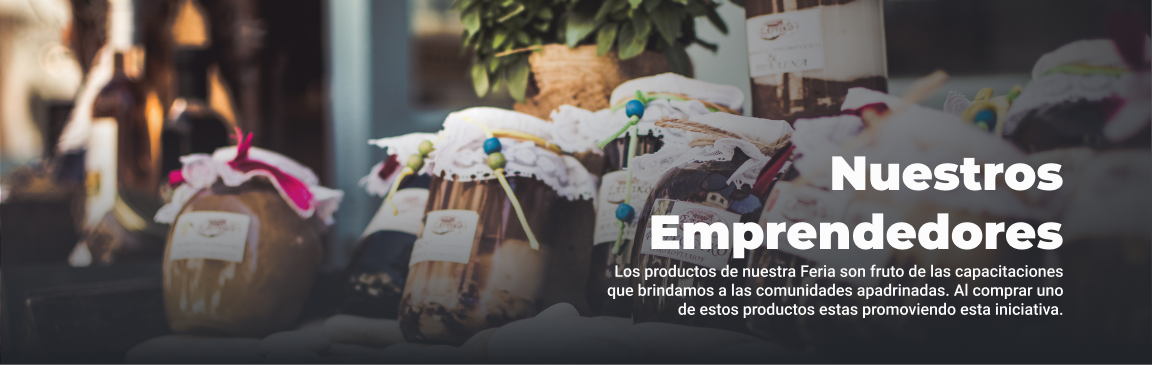 Nuestros
Emprendedores
Los productos de nuestra Feria son fruto de las capacitaciones
que brindamos a las comunidades apadrinadas. Al comprar uno
de estos productos estas promoviendo esta iniciativa.